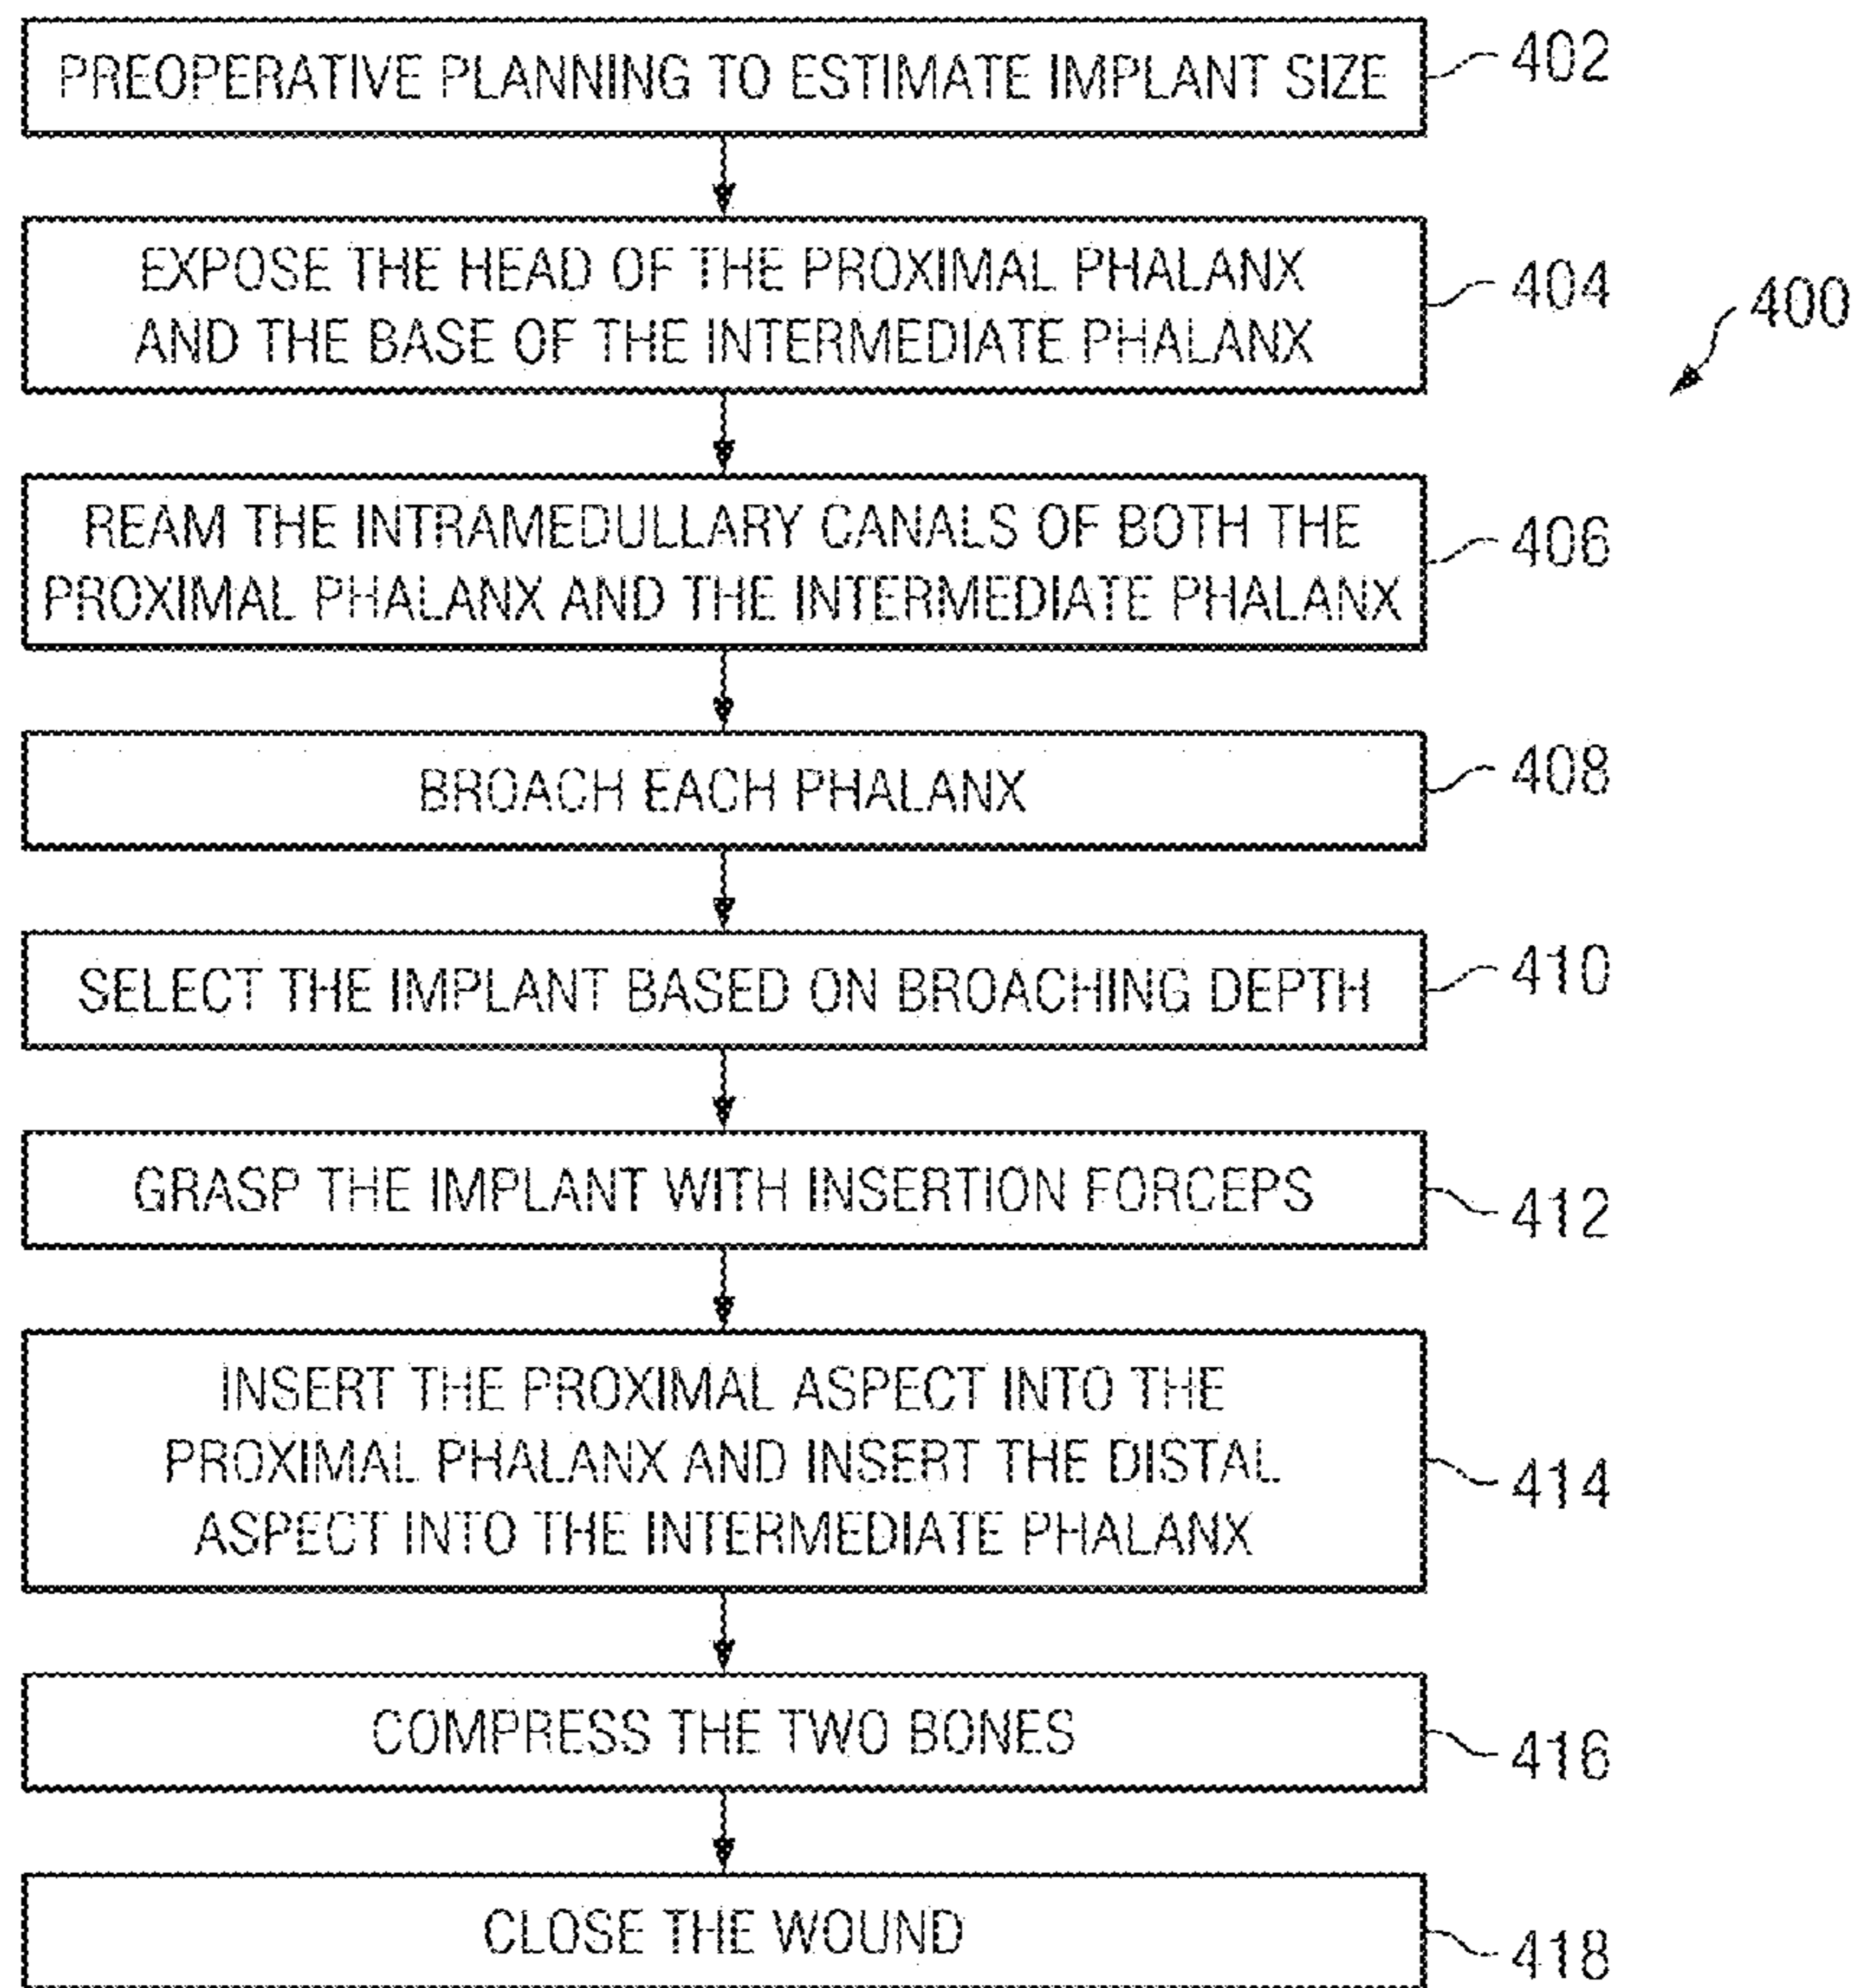 PREOPERATIVE PLANNING TO ESTIMATE IMPLANT SIZE
402
EXPOSE THE HEAD OF THE PROXIMAL PHALANX
AND THE BASE OF THE INTERMEDIATE PHALANX
404
400
REAM THE INTRAMEDULLARY CANALS OF BOTH THE
PROXIMAL PHALANX AND THE INTERMEDIATE PHALANX
406
BROACH EACH PHALANX
408
SELECT THE IMPLANT BASED ON BROACHING DEPTH
410
GRASP THE IMPLANT WITH INSERTION FORCEPS
412
INSERT THE PROXIMAL ASPECT INTO THE
PROXIMAL PHALANX AND INSERT THE DISTAL
ASPECT INTO THE INTERMEDIATE PHALANX
414
COMPRESS THE TWO BONES
416
CLOSE THE WOUND
418